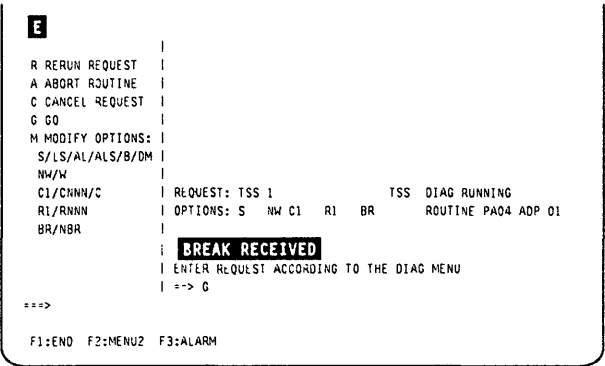 E
R RERUN REQUEST |
A ABORT ROUTINE |
C CANCEL REQUEST |
G GO |
M MODIFY OPTIONS: |
S/LS/AL/ALS/B/DM |
NW/W |
C1/CNNN/C | REQUEST: TSS 1 TSS DIAG RUNNING
R1/RNNN | OPTIONS: S NW C1 R1 BR ROUTINE PA04 ADP 01
BR/NBR |
| BREAK RECEIVED
| ENTER REQUEST ACCORDING TO THE DIAG MENU
| ==> G
===>
F1:END F2:MENU2 F3:ALARM